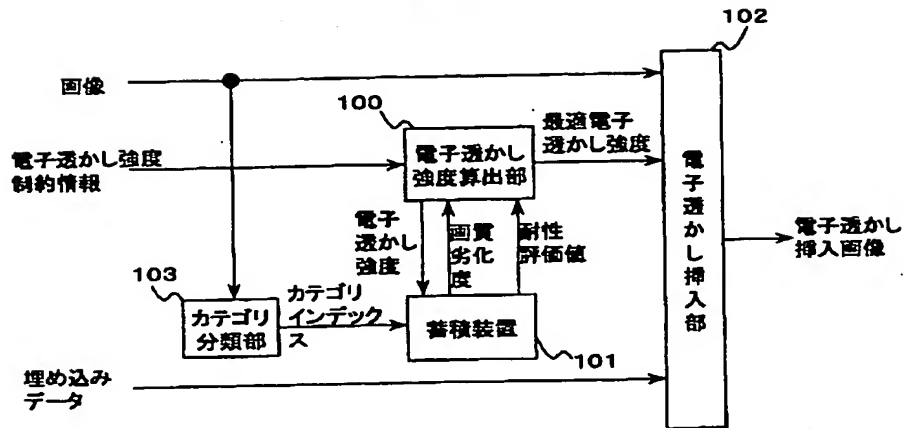 102
画像
100
電子透かし強度
制約情報
電子透かし
強度算出部
最適電子
透かし強度
電子透かし挿入部
電子透かし
挿入画像
電子
透かし
強度
画質
劣化
度
耐性
評価値
103
カテゴリ
分類部
カテゴリ
インデック
ス
蓄積装置
101
埋め込み
データ